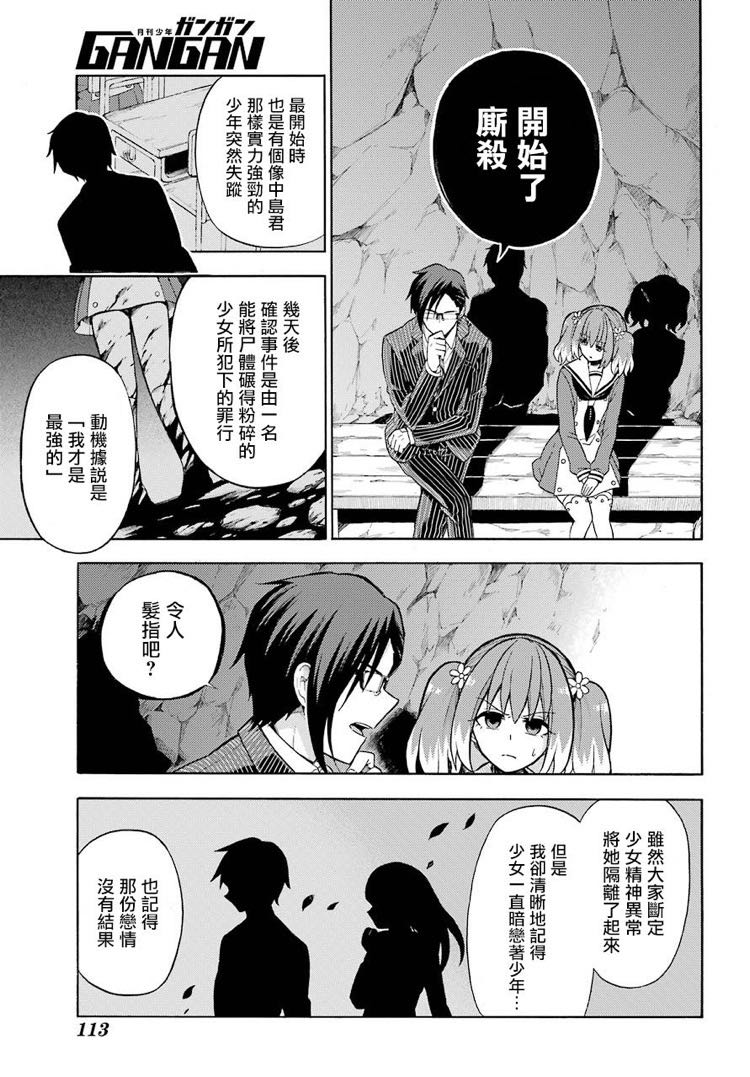 開始了
廝殺
月刊少年
ガンガン
GANGAN
最開始時
也是有個像中島君
那樣實力強勁的
少年突然失蹤
幾天後
確認事件是由一名
能將尸體碾得粉碎的
少女所犯下的罪行
動機據説是
「我才是
最強的」
令人
髮指吧?
雖然大家斷定
少女精神異常
將她隔離了起來
但是
我卻清晰地記得
少女一直暗戀著少年…
也記得
那份戀情
沒有結果
113